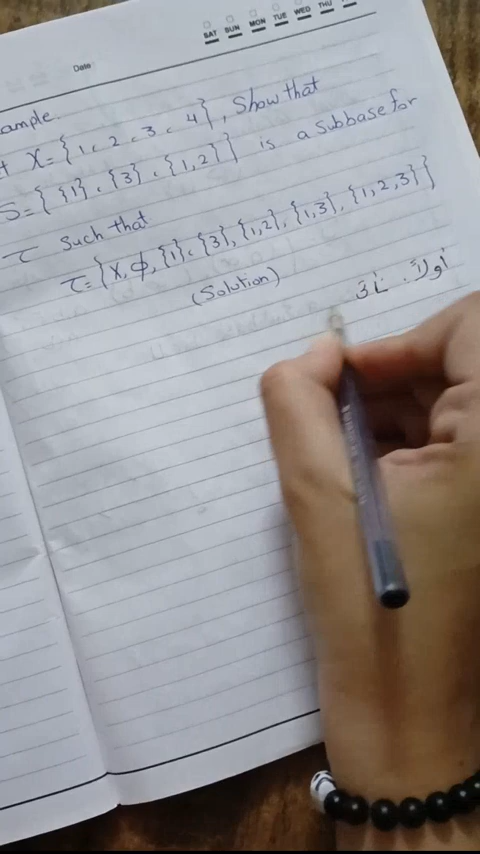 SAT SUN MON TUE WED THU
Date
ample.
X={1، 2، 3، 4}, Show that
S={ {1}، {3}، {1,2} } is a subbase for
τ Such that
τ={X, ϕ, {1}، {3}, {1,2}, {1,3}, {1,2,3}}
(Solution)
أولاً: